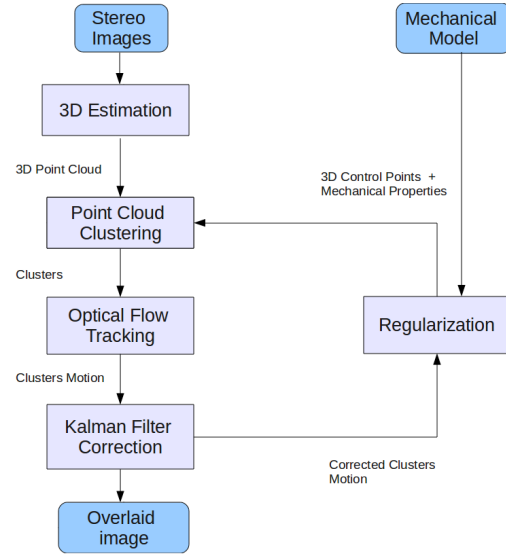 Stereo
Images
Mechanical
Model
3D Estimation
3D Point Cloud
3D Control Points +
Mechanical Properties
Point Cloud
Clustering
Clusters
Optical Flow
Tracking
Regularization
Clusters Motion
Kalman Filter
Correction
Corrected Clusters
Motion
Overlaid
image